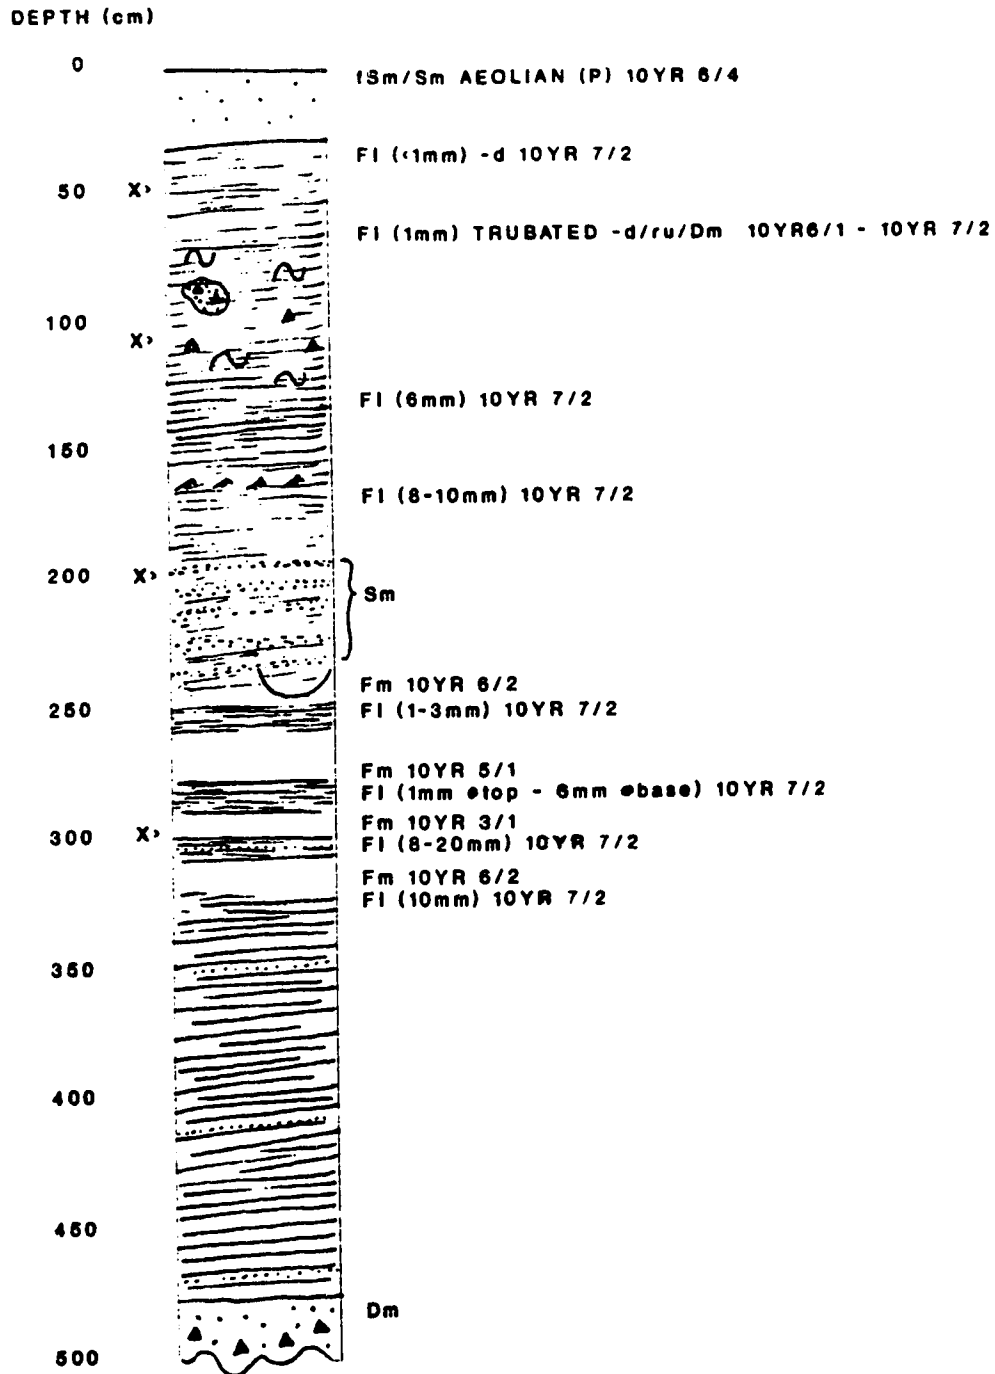 DEPTH (cm)
0
fSm/Sm AEOLIAN (P) 10YR 6/4
Fl (<1mm) -d 10YR 7/2
50 X>
Fl (1mm) TRUBATED -d/ru/Dm 10YR6/1 - 10YR 7/2
100
X>
Fl (6mm) 10YR 7/2
150
Fl (8-10mm) 10YR 7/2
200 X>
Sm
Fm 10YR 6/2
250
Fl (1-3mm) 10YR 7/2
Fm 10YR 5/1
Fl (1mm @top - 6mm @base) 10YR 7/2
Fm 10YR 3/1
300 X>
Fl (8-20mm) 10YR 7/2
Fm 10YR 6/2
Fl (10mm) 10YR 7/2
350
400
450
Dm
500